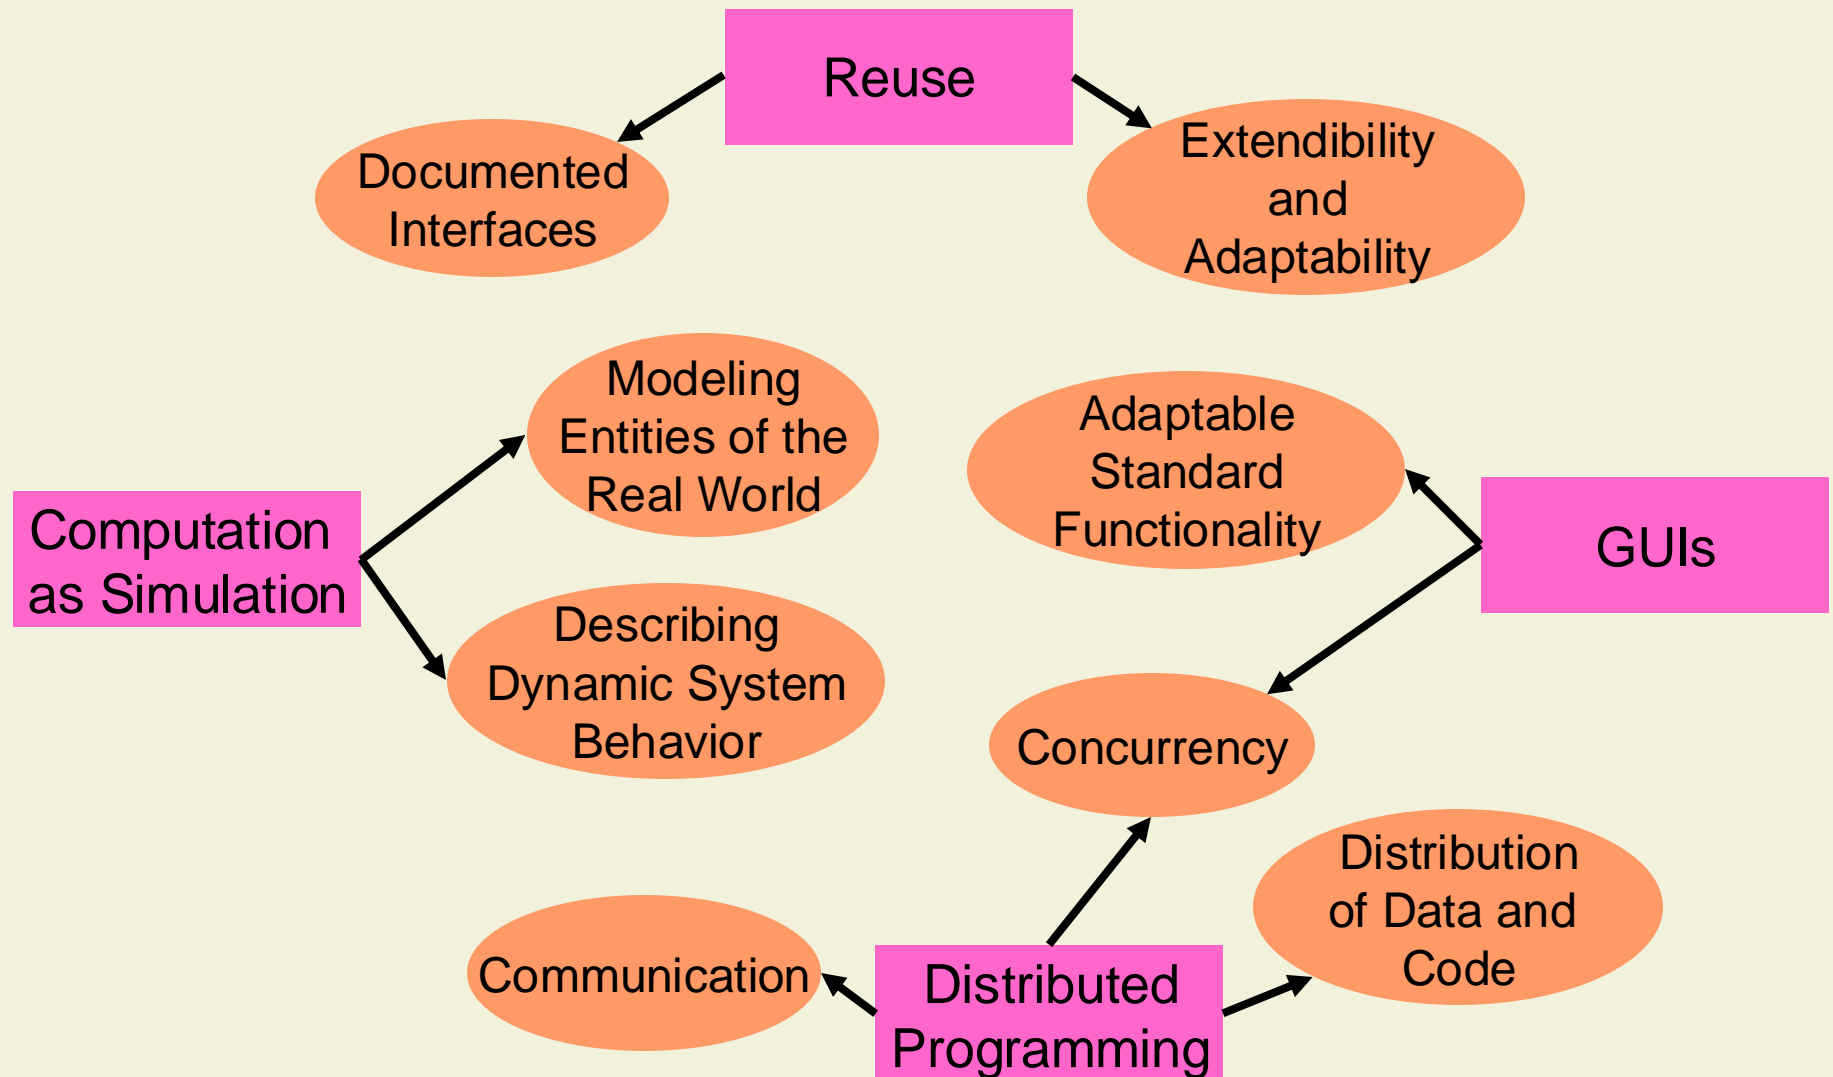 Reuse
Documented
Interfaces
Extendibility
and
Adaptability
Modeling
Entities of the
Real World
Adaptable
Standard
Functionality
Computation
as Simulation
GUIs
Describing
Dynamic System
Behavior
Concurrency
Distribution
of Data and
Code
Communication
Distributed
Programming